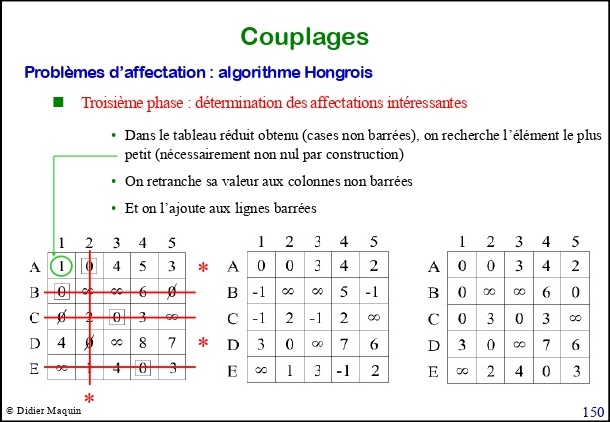 Couplages
Problèmes d'affectation : algorithme Hongrois
Troisième phase : détermination des affectations intéressantes
• Dans le tableau réduit obtenu (cases non barrées), on recherche l'élément le plus
petit (nécessairement non nul par construction)
• On retranche sa valeur aux colonnes non barrées
• Et on l'ajoute aux lignes barrées
1 2 3 4 5
A 1 0 4 5 3 *
B 0 ∞ ∞ 6 0
C 0 2 0 3 ∞
D 4 0 ∞ 8 7 *
E ∞ 1 4 0 3
*
1 2 3 4 5
A 0 0 3 4 2
B -1 ∞ ∞ 5 -1
C -1 2 -1 2 ∞
D 3 0 ∞ 7 6
E ∞ 1 3 -1 2
1 2 3 4 5
A 0 0 3 4 2
B 0 ∞ ∞ 6 0
C 0 3 0 3 ∞
D 3 0 ∞ 7 6
E ∞ 2 4 0 3
© Didier Maquin
150